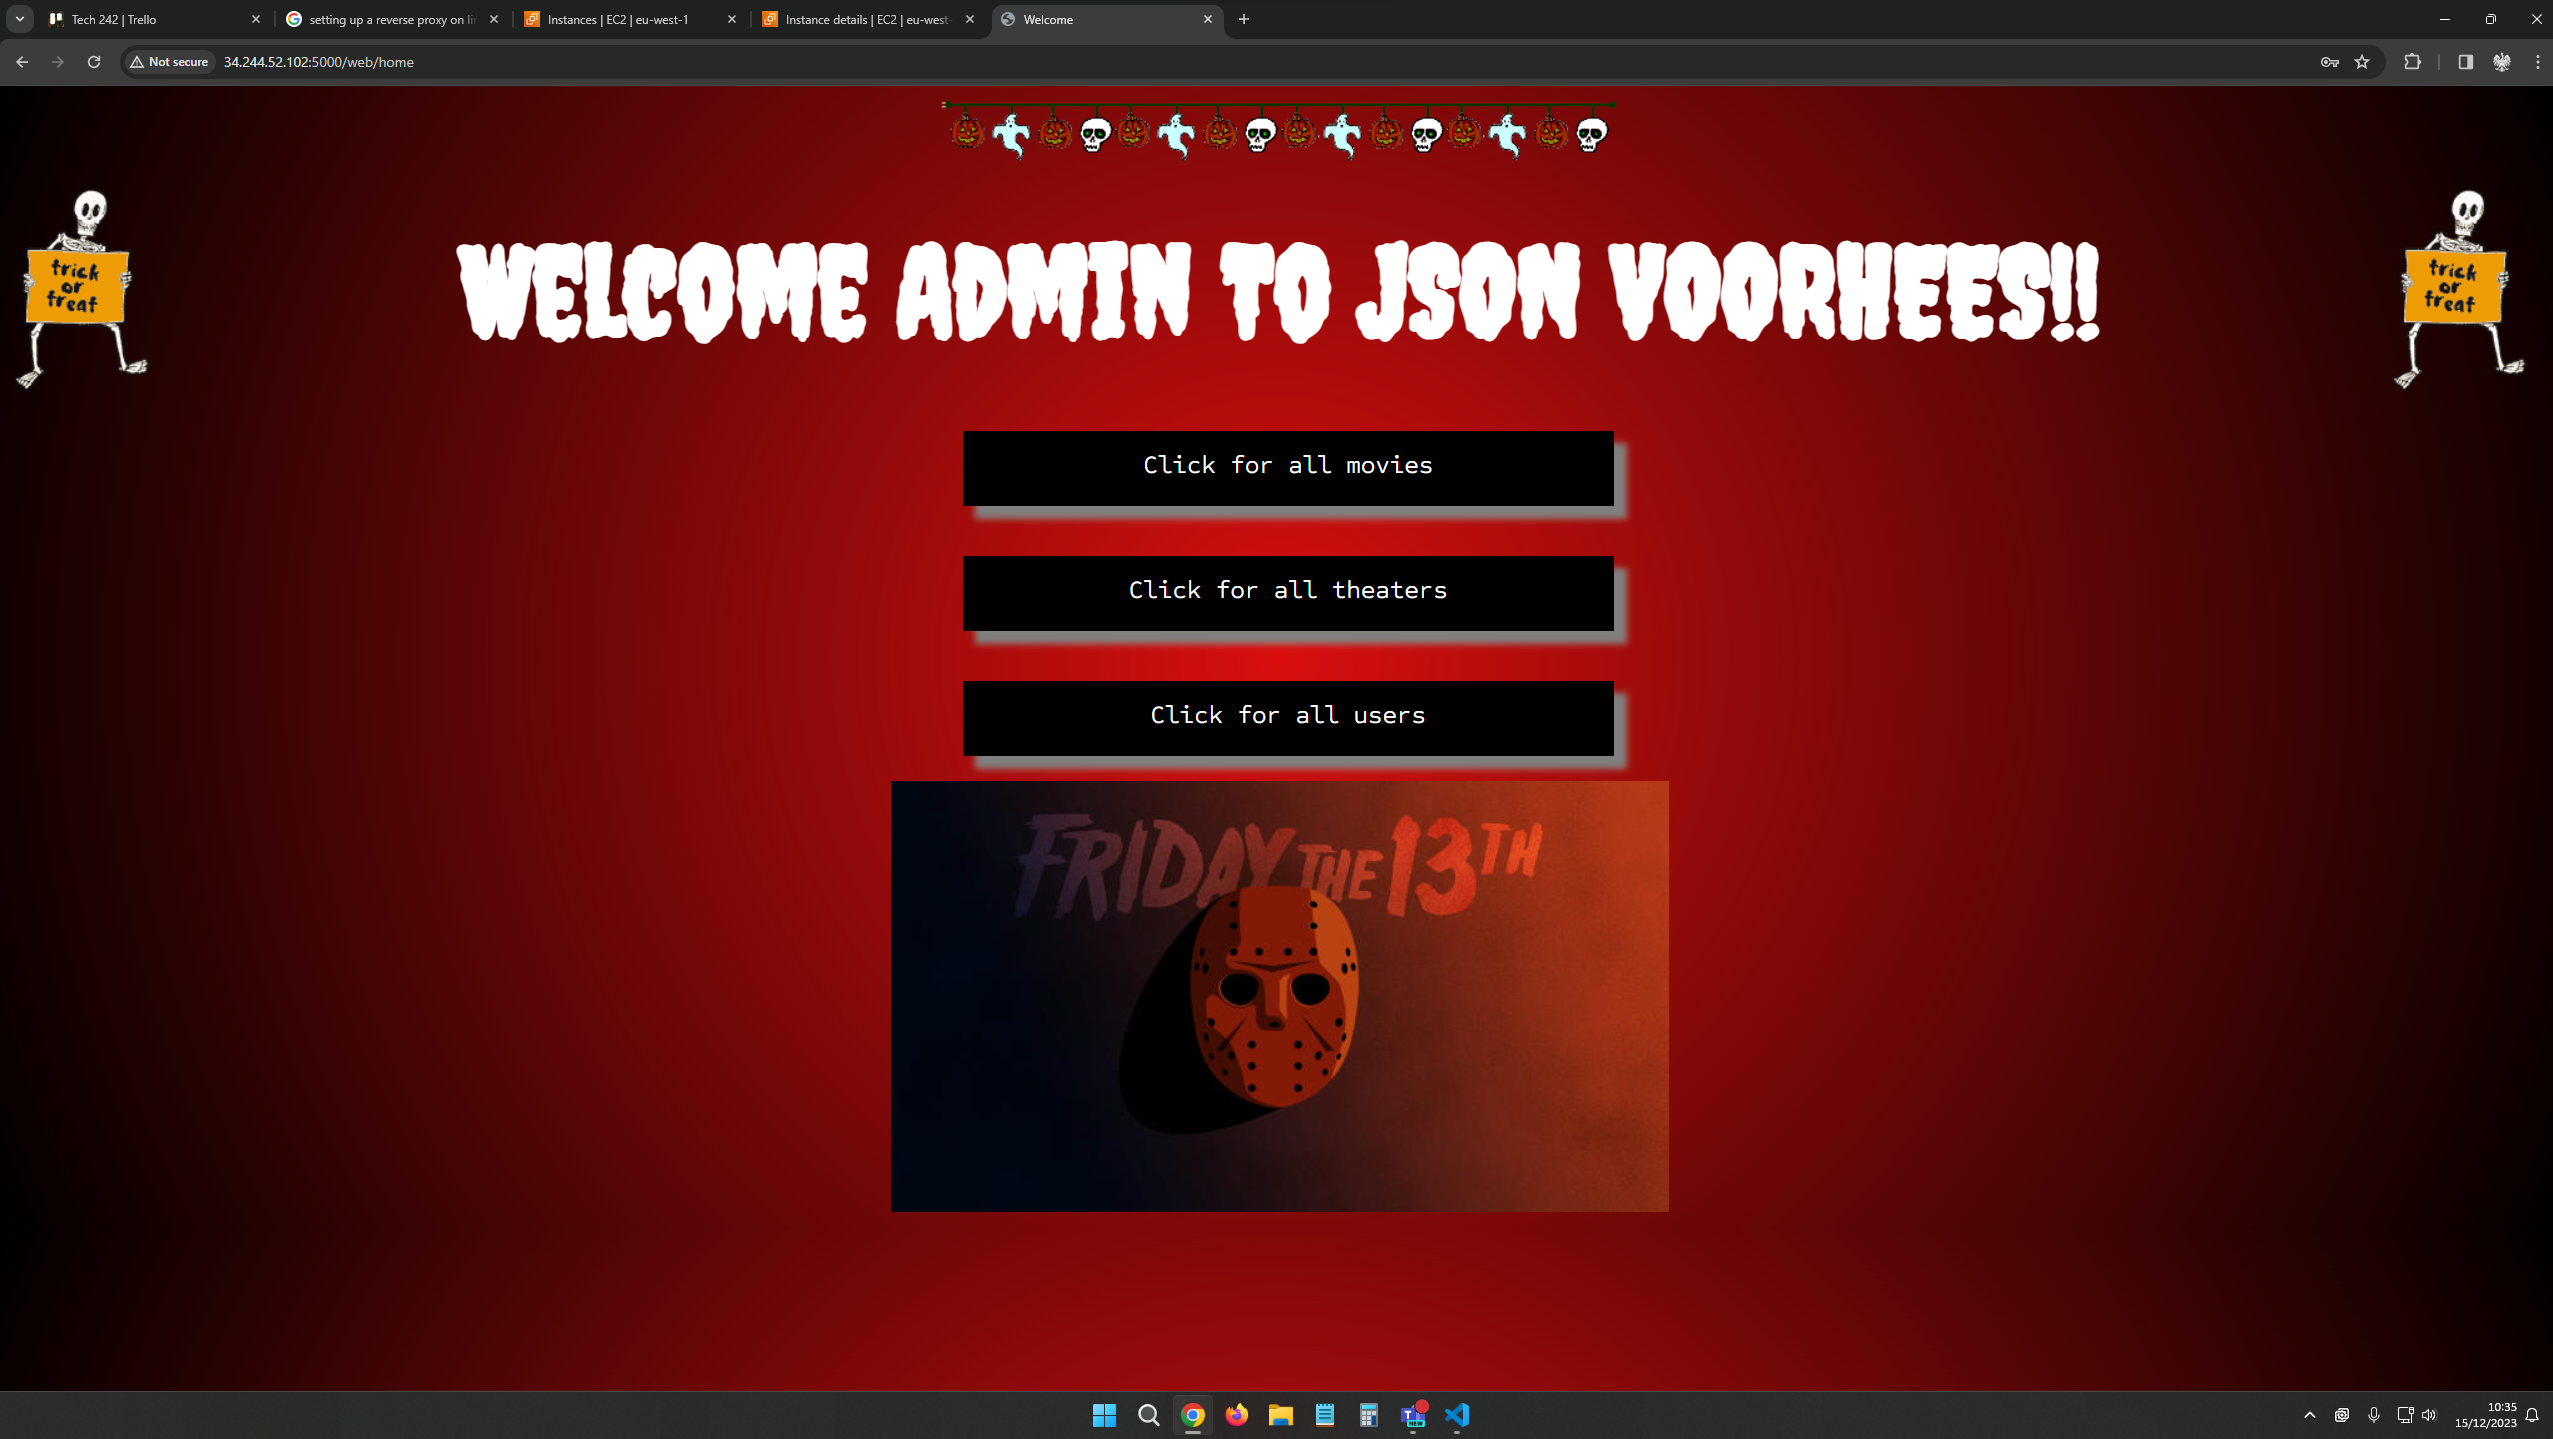 Tech 242 | Trello
setting up a reverse proxy on li
Instances | EC2 | eu-west-1
Instance details | EC2 | eu-west-
Welcome
Not secure
34.244.52.102:5000/web/home
trick
or
treat
trick
or
treat
WELCOME ADMIN TO JSON VOORHEES!!
Click for all movies
Click for all theaters
Click for all users
FRIDAY THE 13TH
NEW
10:35
15/12/2023